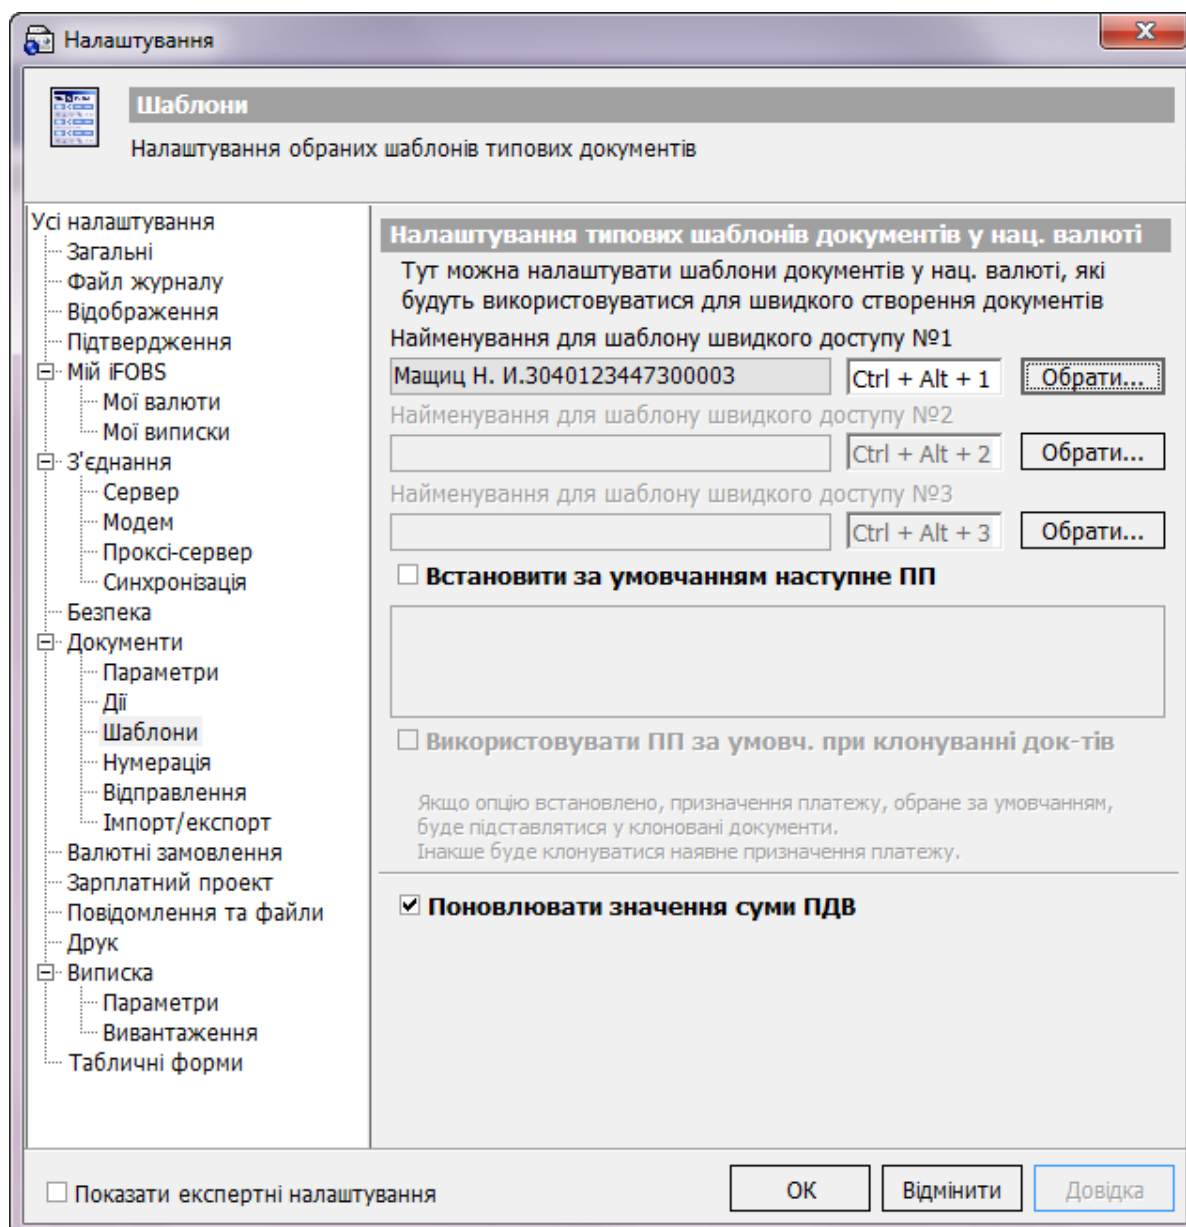 Налаштування
Шаблони
Налаштування обраних шаблонів типових документів
Усі налаштування
Загальні
Файл журналу
Відображення
Підтвердження
Мій iFOBS
Мої валюти
Мої виписки
З'єднання
Сервер
Модем
Проксі-сервер
Синхронізація
Безпека
Документи
Параметри
Дії
Шаблони
Нумерація
Відправлення
Імпорт/експорт
Валютні замовлення
Зарплатний проект
Повідомлення та файли
Друк
Виписка
Параметри
Вивантаження
Табличні форми
Налаштування типових шаблонів документів у нац. валюті
Тут можна налаштувати шаблони документів у нац. валюті, які
будуть використовуватися для швидкого створення документів
Найменування для шаблону швидкого доступу №1
Мащиц Н. И.3040123447300003 Ctrl + Alt + 1 Обрати...
Найменування для шаблону швидкого доступу №2
Ctrl + Alt + 2 Обрати...
Найменування для шаблону швидкого доступу №3
Ctrl + Alt + 3 Обрати...
Встановити за умовчанням наступне ПП
Використовувати ПП за умовч. при клонуванні док-тів
Якщо опцію встановлено, призначення платежу, обране за умовчанням,
буде підставлятися у клоновані документи.
Інакше буде клонуватися наявне призначення платежу.
Поновлювати значення суми ПДВ
Показати експертні налаштування
ОК Відмінити Довідка